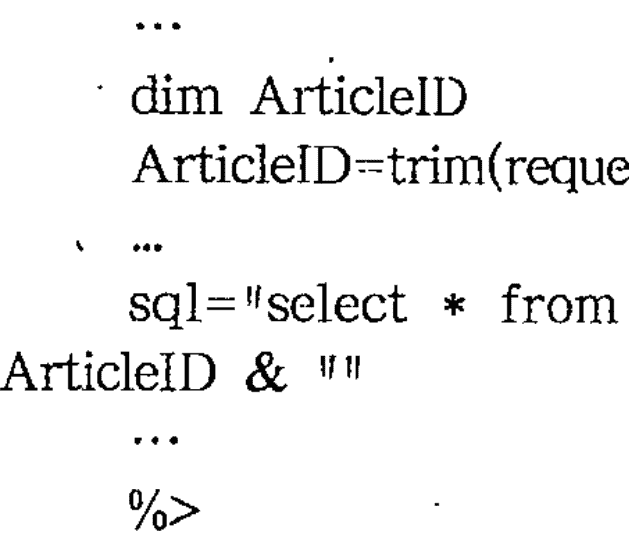 ...
dim ArticleID
ArticleID=trim(reque
...
sql="select * from
ArticleID & ""
...
%>